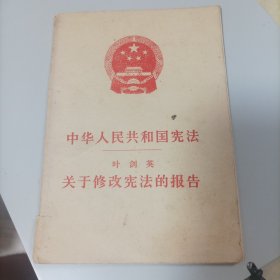 中华人民共和国宪法
叶剑英
关于修改宪法的报告